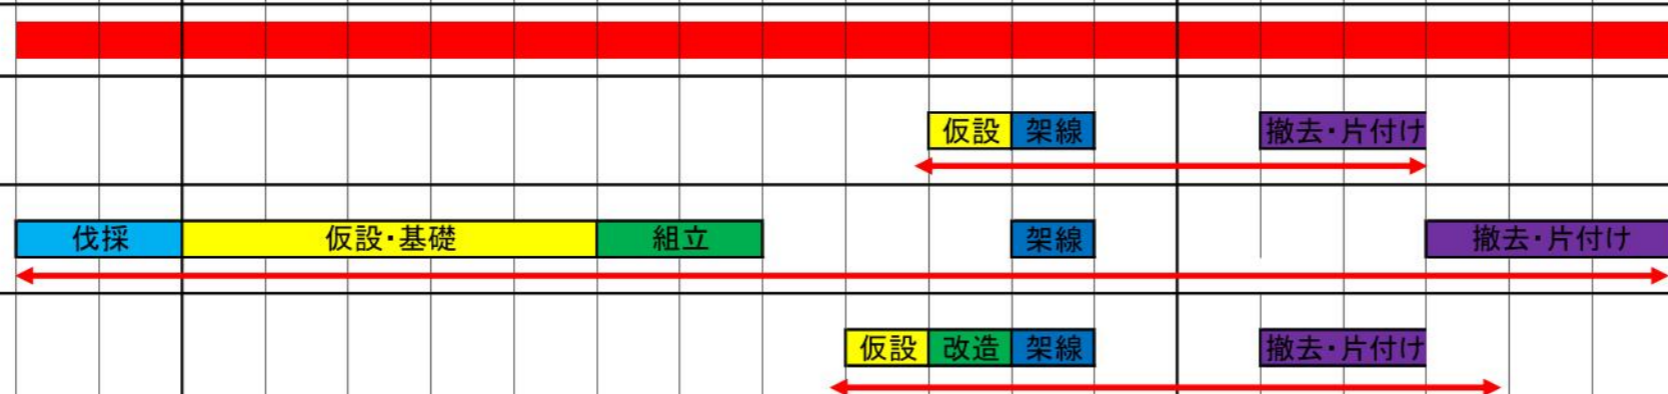 仮設 架線 撤去・片付け
伐採 仮設・基礎 組立 架線 撤去・片付け
仮設 改造 架線 撤去・片付け